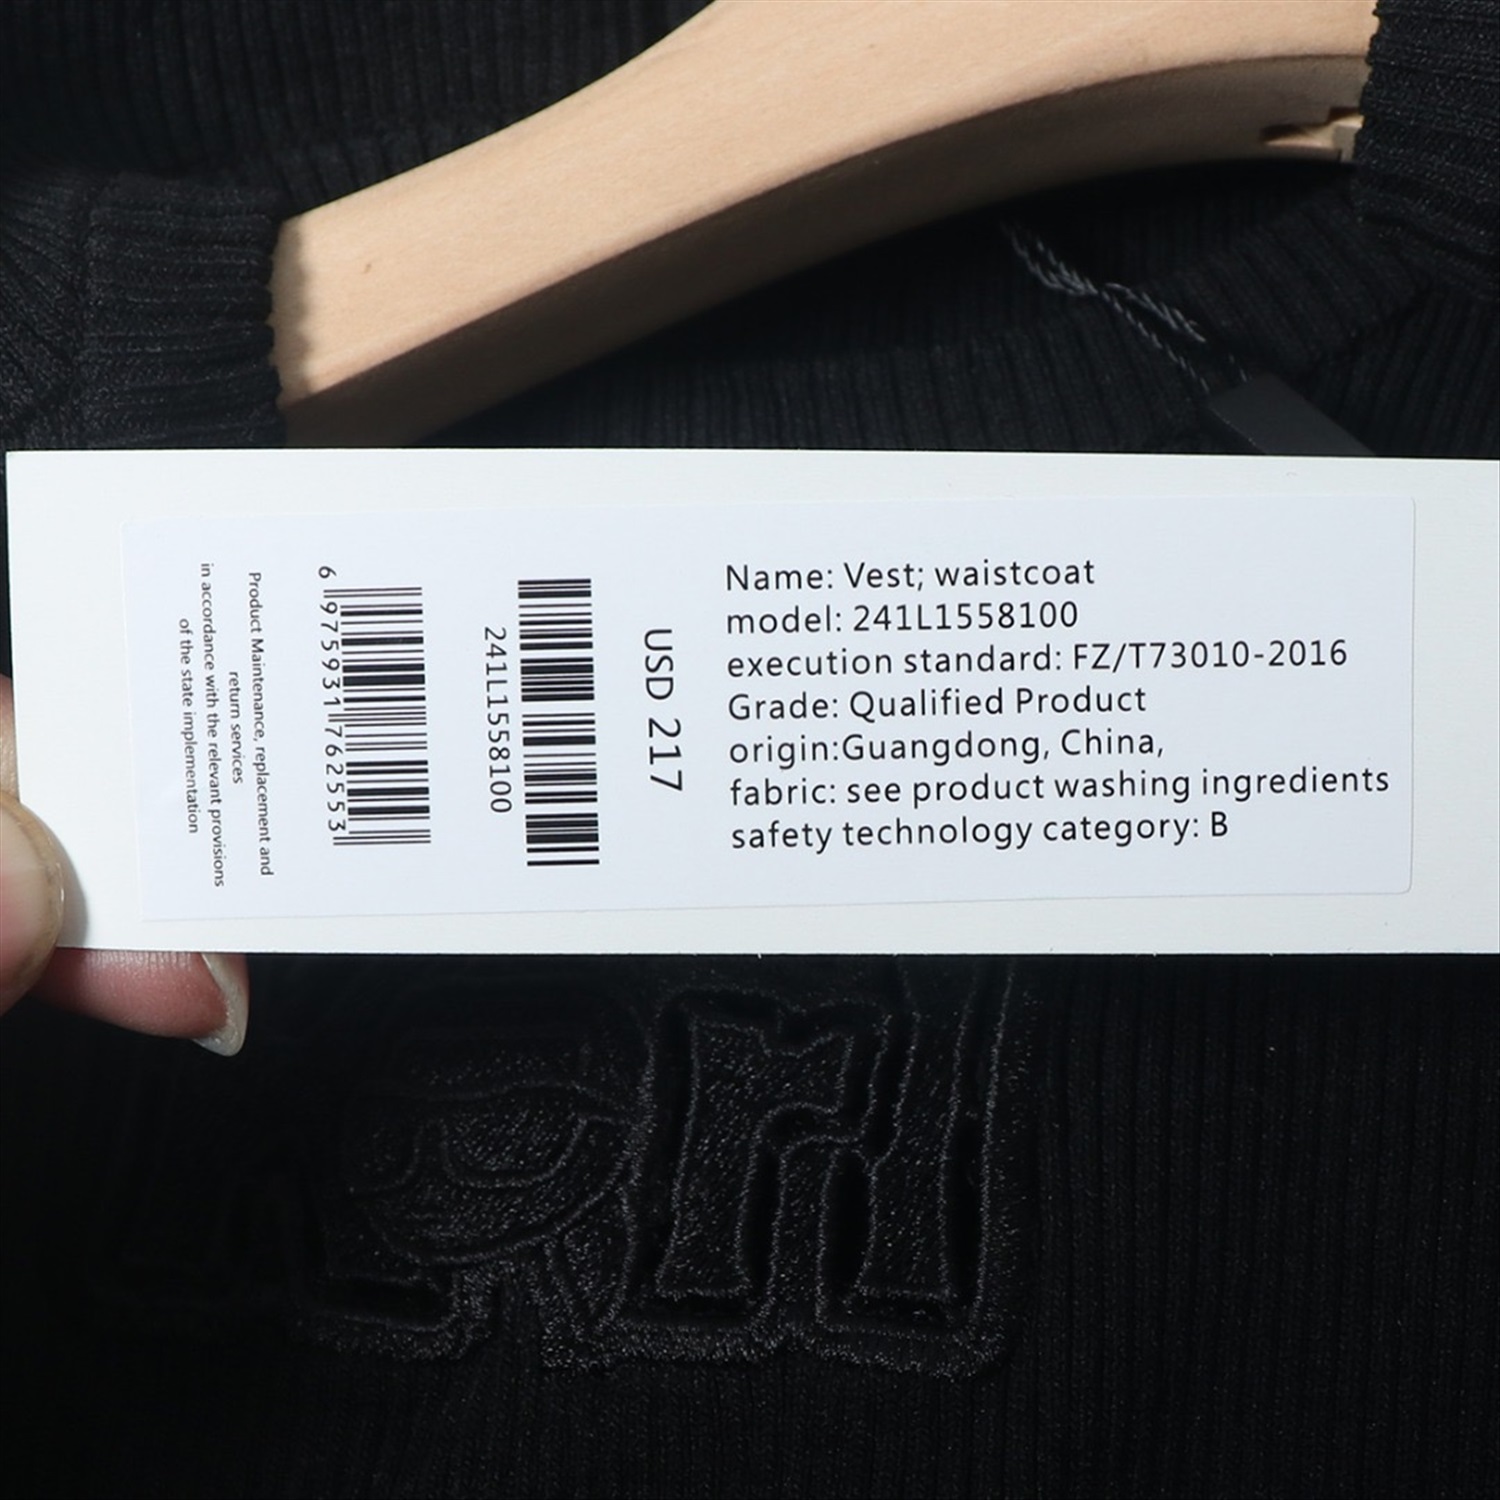 Name: Vest; waistcoat
model: 241L1558100
execution standard: FZ/T73010-2016
Grade: Qualified Product
origin:Guangdong, China,
fabric: see product washing ingredients
safety technology category: B
USD 217
241L1558100
6 975931 762553
Product Maintenance, replacement and
return services
in accordance with the relevant provisions
of the state implementation